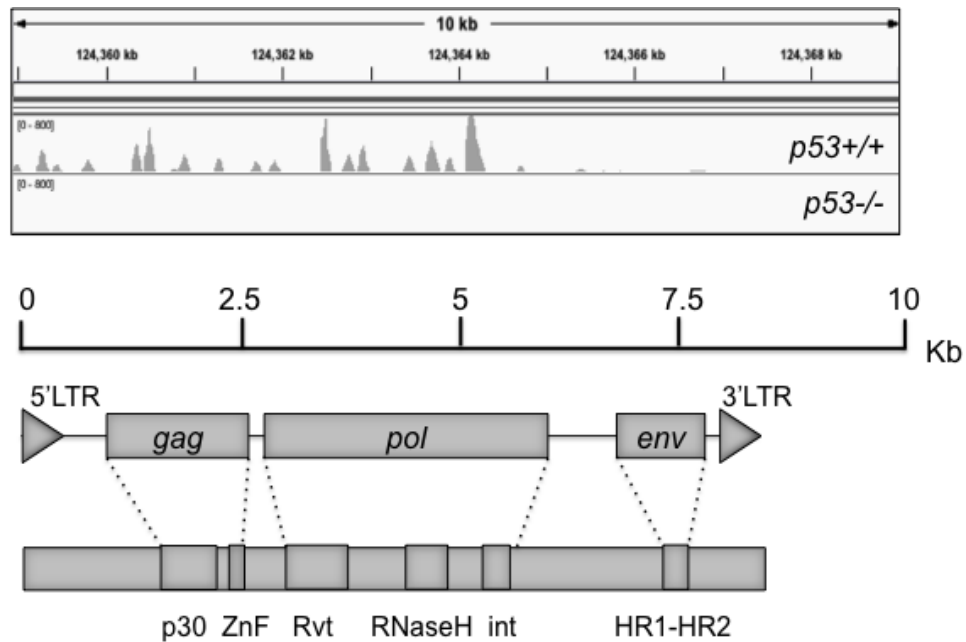 10 kb
124,360 kb 124,362 kb 124,364 kb 124,366 kb 124,368 kb
[0 - 800]
p53+/+
[0 - 800]
p53-/-
0 2.5 5 7.5 10
Kb
5'LTR 3'LTR
gag pol env
p30 ZnF Rvt RNaseH int HR1-HR2